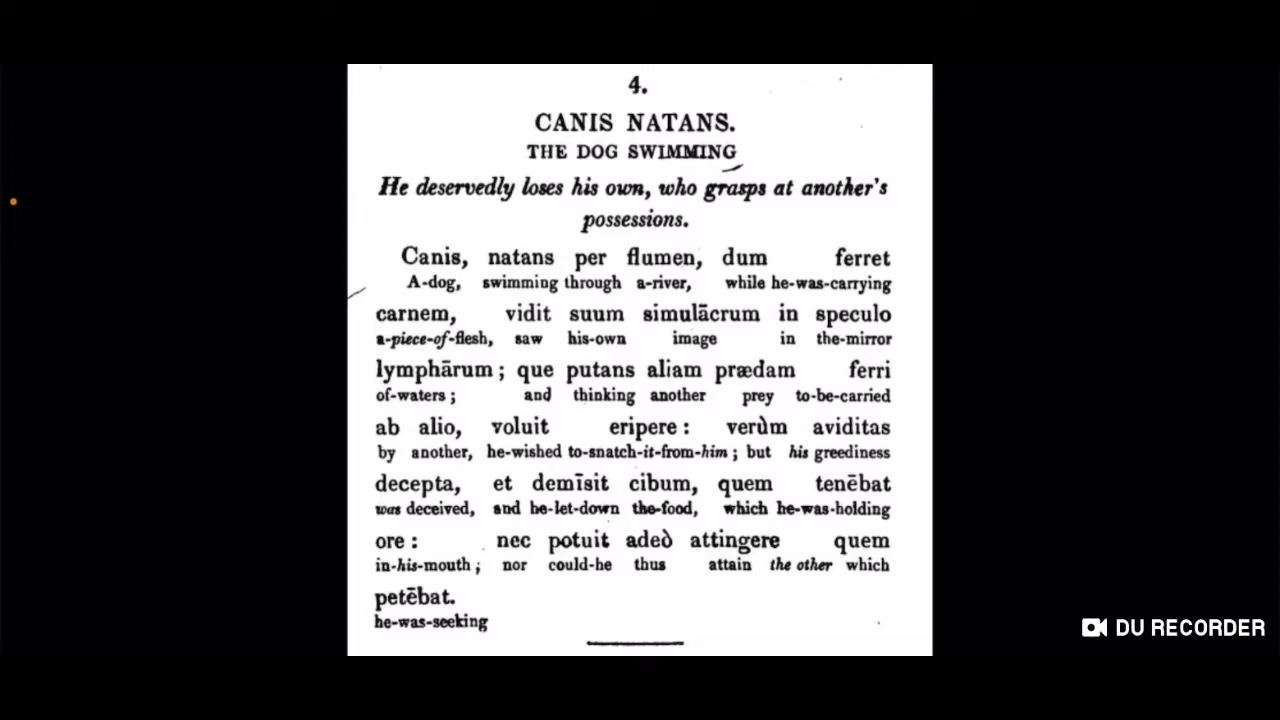 4.
CANIS NATANS.
THE DOG SWIMMING
He deservedly loses his own, who grasps at another's
possessions.
Canis, natans per flumen, dum ferret
A-dog, swimming through a-river, while he-was-carrying
carnem, vidit suum simulācrum in speculo
a-piece-of-flesh, saw his-own image in the-mirror
lymphārum ; que putans aliam prædam ferri
of-waters ; and thinking another prey to-be-carried
ab alio, voluit eripere : verùm aviditas
by another, he-wished to-snatch-it-from-him ; but his greediness
decepta, et demīsit cibum, quem tenēbat
was deceived, and he-let-down the-food, which he-was-holding
ore : nec potuit adeò attingere quem
in-his-mouth ; nor could-he thus attain the other which
petēbat.
he-was-seeking
DU RECORDER